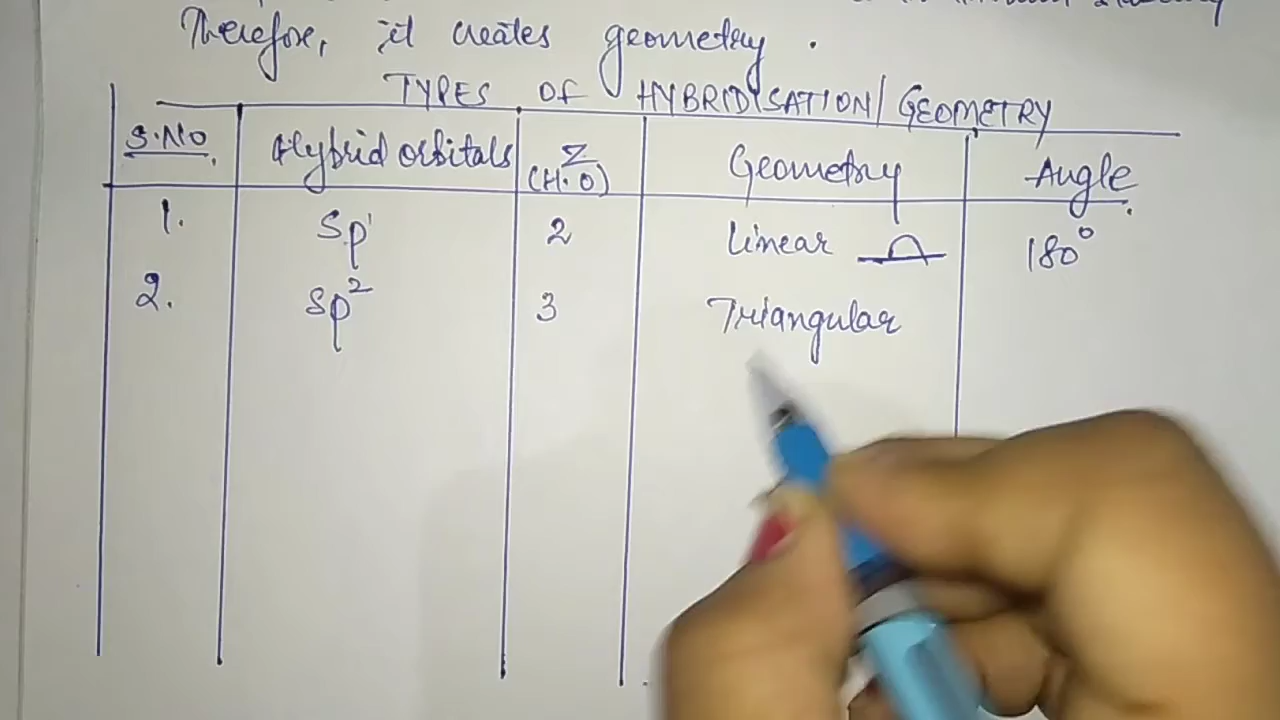 Therefore, it creates geometry.
TYPES OF HYBRIDISATION/GEOMETRY
S.NO. Hybrid orbitals Z (H.O) Geometry Angle
1. Sp¹ 2 Linear 180°
2. Sp² 3 Triangular